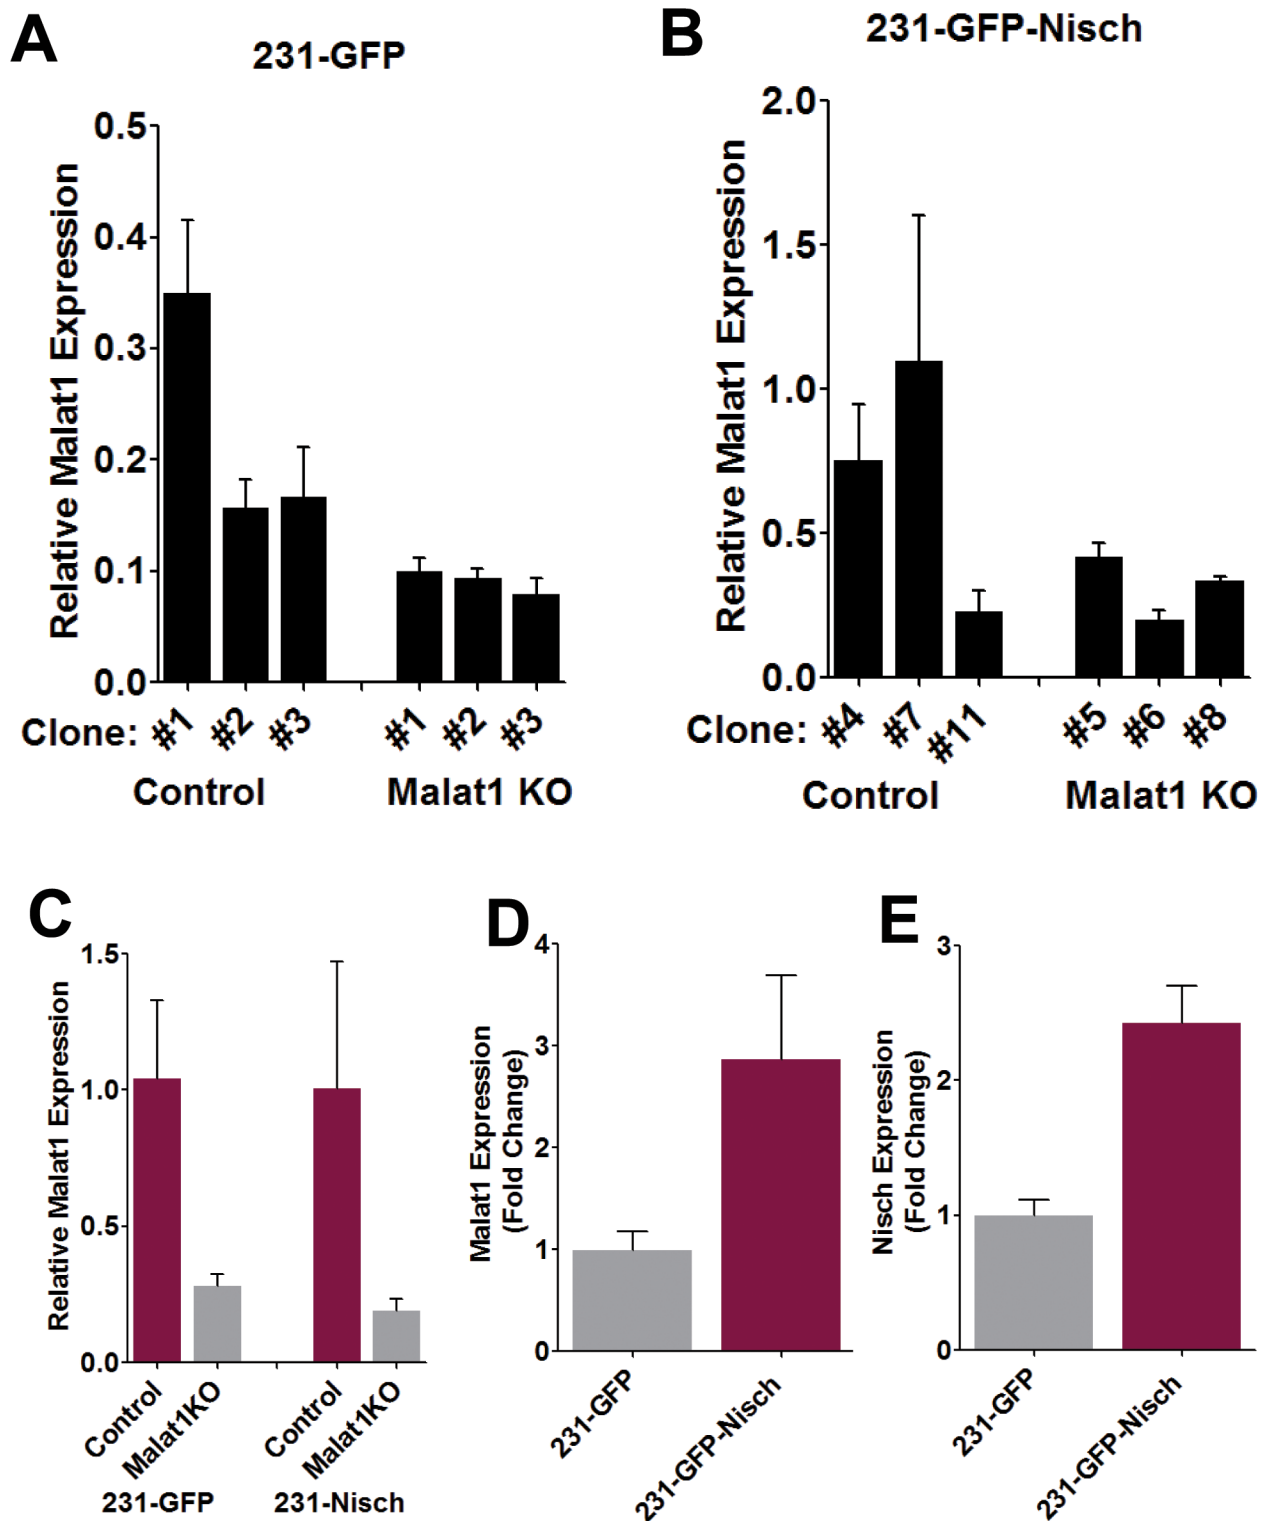 A
231-GFP
Relative Malat1 Expression
0.5
0.4
0.3
0.2
0.1
0.0
Clone: #1 #2 #3 #1 #2 #3
Control Malat1 KO
B
231-GFP-Nisch
Relative Malat1 Expression
2.0
1.5
1.0
0.5
0.0
Clone: #4 #7 #11 #5 #6 #8
Control Malat1 KO
C
Relative Malat1 Expression
1.5
1.0
0.5
0.0
Control Malat1KO Control Malat1KO
231-GFP 231-Nisch
D
Malat1 Expression
(Fold Change)
4
3
2
1
0
231-GFP 231-GFP-Nisch
E
Nisch Expression
(Fold Change)
3
2
1
0
231-GFP 231-GFP-Nisch